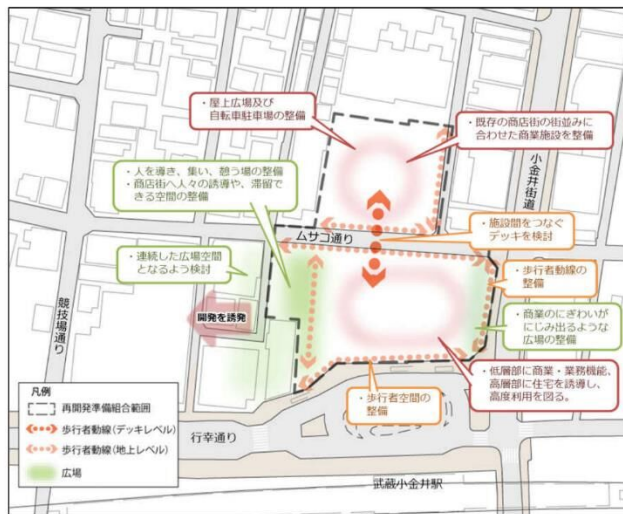 ・屋上広場及び
自転車駐車場の整備
・既存の商店街の街並みに
合わせた商業施設を整備
・人を導き、集い、憩う場の整備
・商店街へ人々の誘導や、滞留で
きる空間の整備
小金井街道
ムサコ通り
・施設間をつなぐ
デッキを検討
・連続した広場空間
となるよう検討
・歩行者動線の
整備
競技場通り
開発を誘発
・商業のにぎわいが
にじみ出るような
広場の整備
・低層部に商業・業務機能、
高層部に住宅を誘導し、
高度利用を図る。
・歩行者空間の
整備
凡例
再開発準備組合範囲
歩行者動線(デッキレベル)
歩行者動線(地上レベル)
広場
行幸通り
武蔵小金井駅